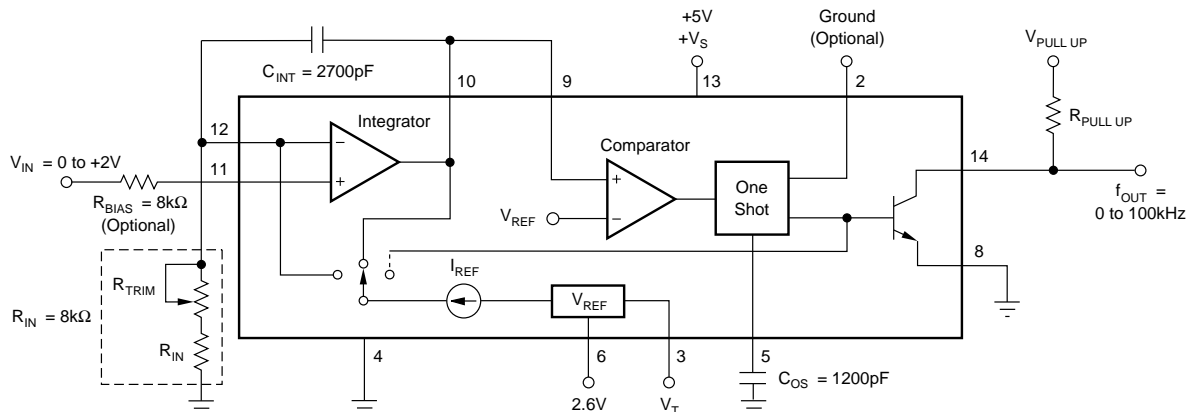 +5V
+V_S
Ground
(Optional)
V_PULL UP
C_INT = 2700pF
10
9
13
2
R_PULL UP
12
Integrator
V_IN = 0 to +2V
11
−
+
Comparator
14
R_BIAS = 8kΩ
(Optional)
+
−
V_REF
One
Shot
f_OUT =
0 to 100kHz
8
R_TRIM
I_REF
V_REF
R_IN = 8kΩ
R_IN
4
6
3
5
C_OS = 1200pF
2.6V
V_T